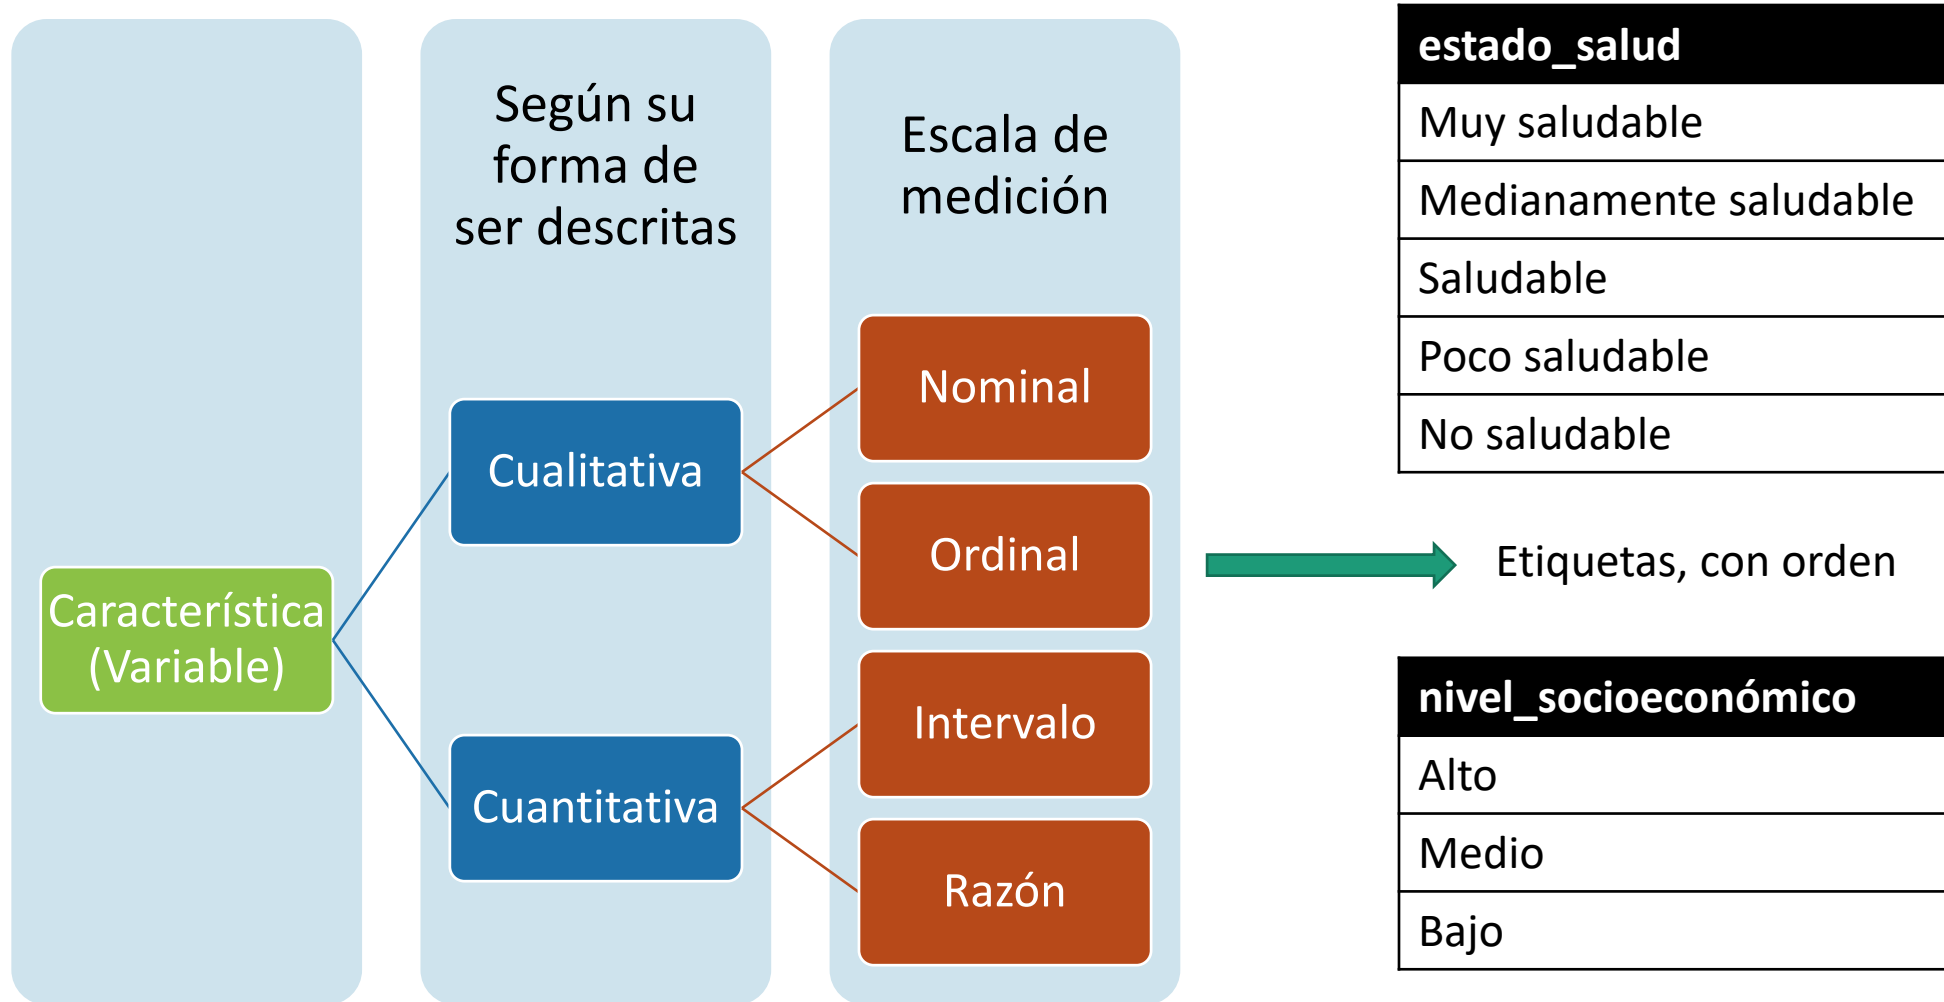 Característica
(Variable)
Según su
forma de
ser descritas
Cualitativa
Cuantitativa
Escala de
medición
Nominal
Ordinal
Intervalo
Razón
estado_salud
Muy saludable
Medianamente saludable
Saludable
Poco saludable
No saludable
Etiquetas, con orden
nivel_socioeconómico
Alto
Medio
Bajo